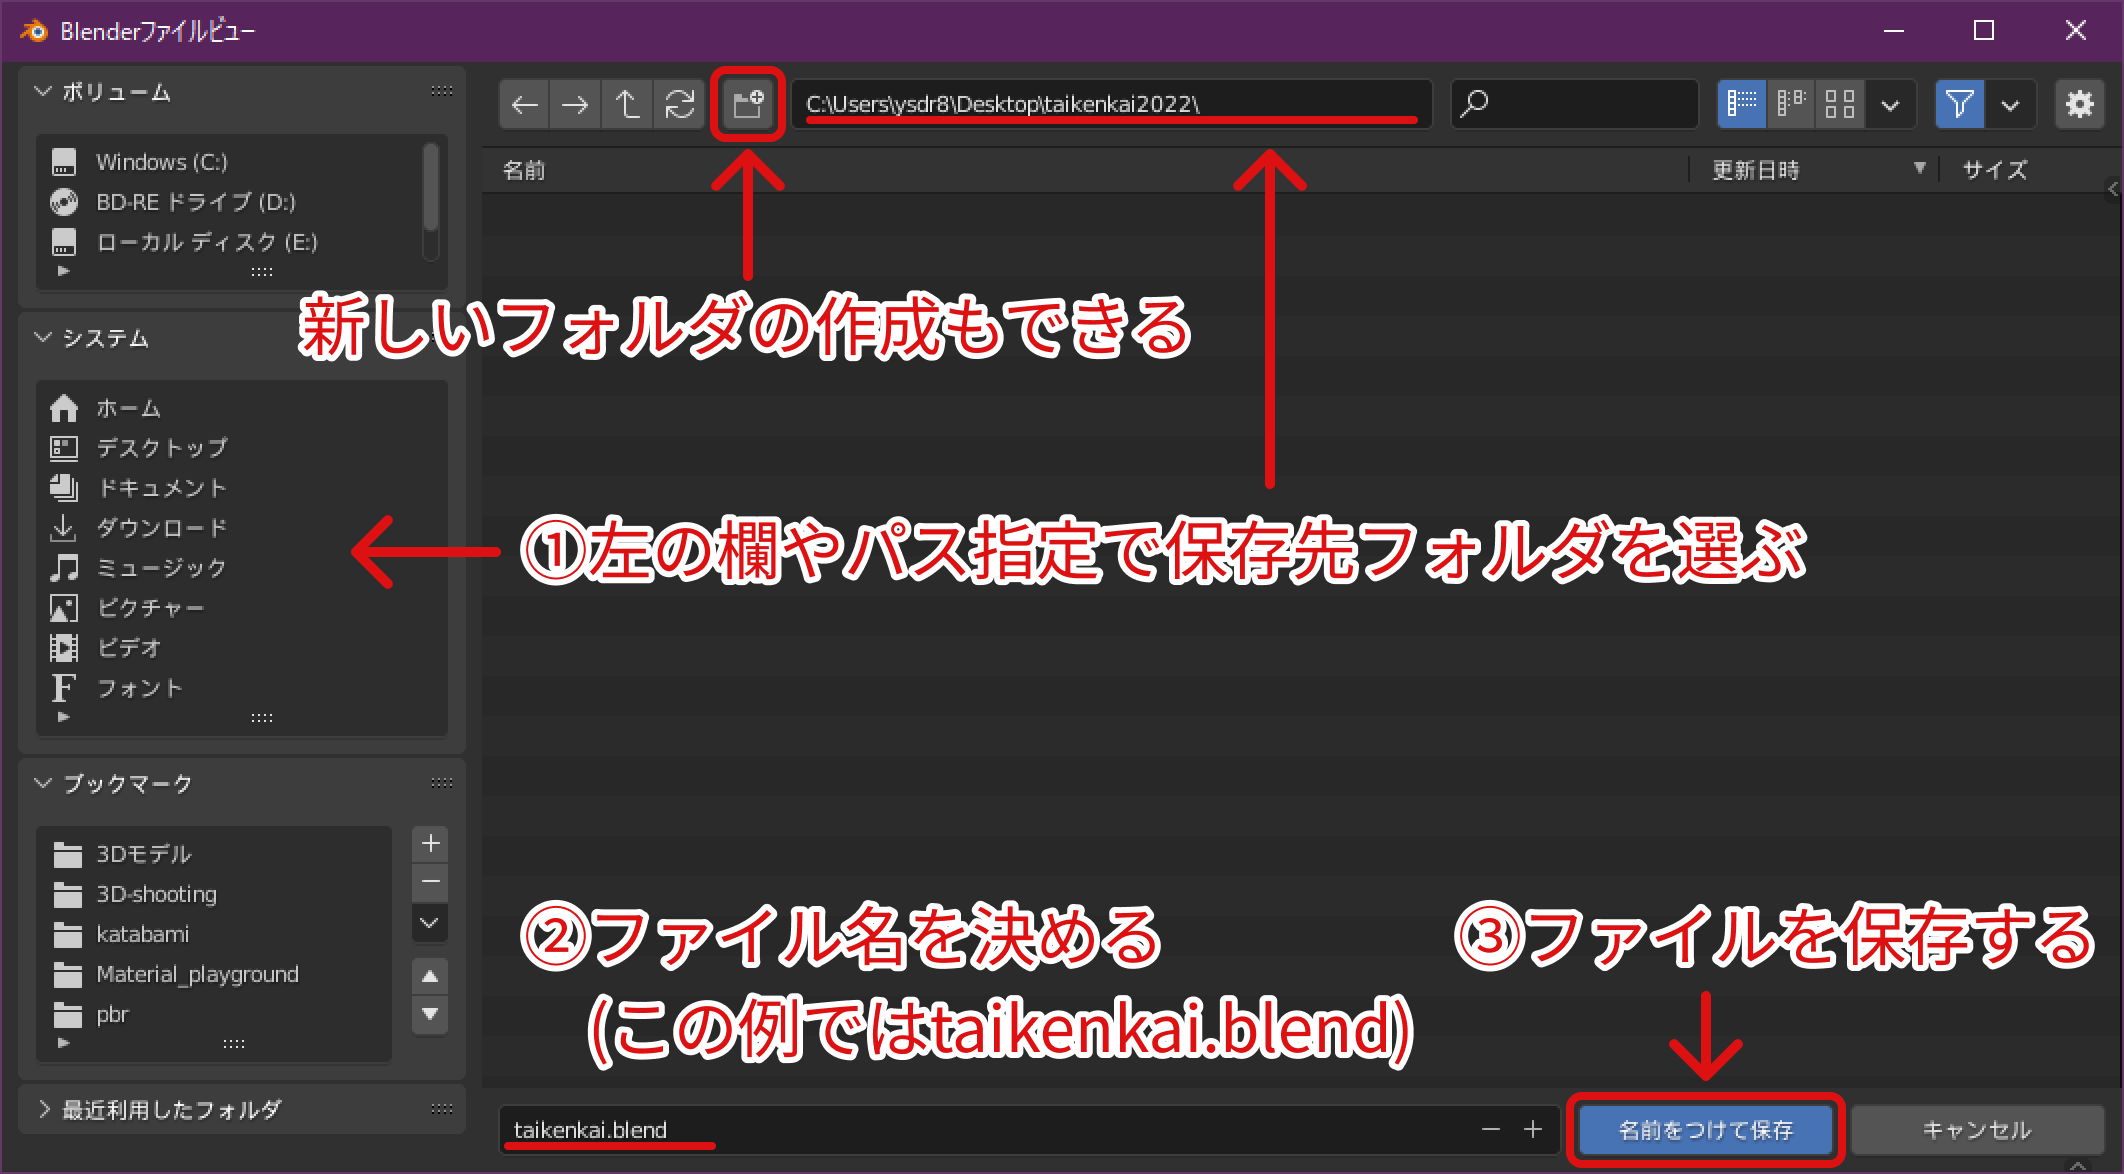 Blenderファイルビュー
ボリューム
Windows (C:)
BD-RE ドライブ (D:)
ローカル ディスク (E:)
システム
ホーム
デスクトップ
ドキュメント
ダウンロード
ミュージック
ピクチャー
ビデオ
フォント
ブックマーク
3Dモデル
3D-shooting
katabami
Material_playground
pbr
最近利用したフォルダ
C:\Users\ysdr8\Desktop\taikenkai2022\
名前
更新日時
サイズ
新しいフォルダの作成もできる
①左の欄やパス指定で保存先フォルダを選ぶ
②ファイル名を決める
(この例ではtaikenkai.blend)
③ファイルを保存する
taikenkai.blend
名前をつけて保存
キャンセル